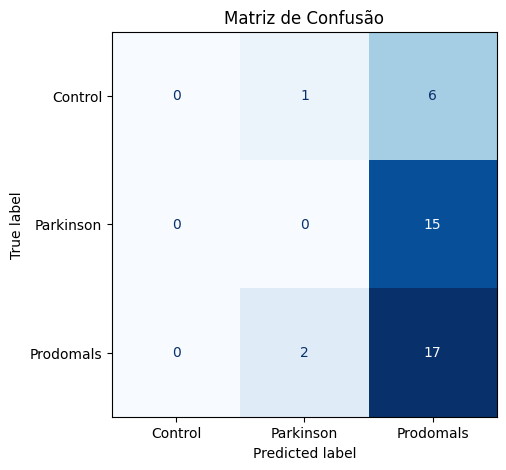 Matriz de Confusão
True label
Control
0 1 6
Parkinson
0 0 15
Prodomals
0 2 17
Control Parkinson Prodomals
Predicted label